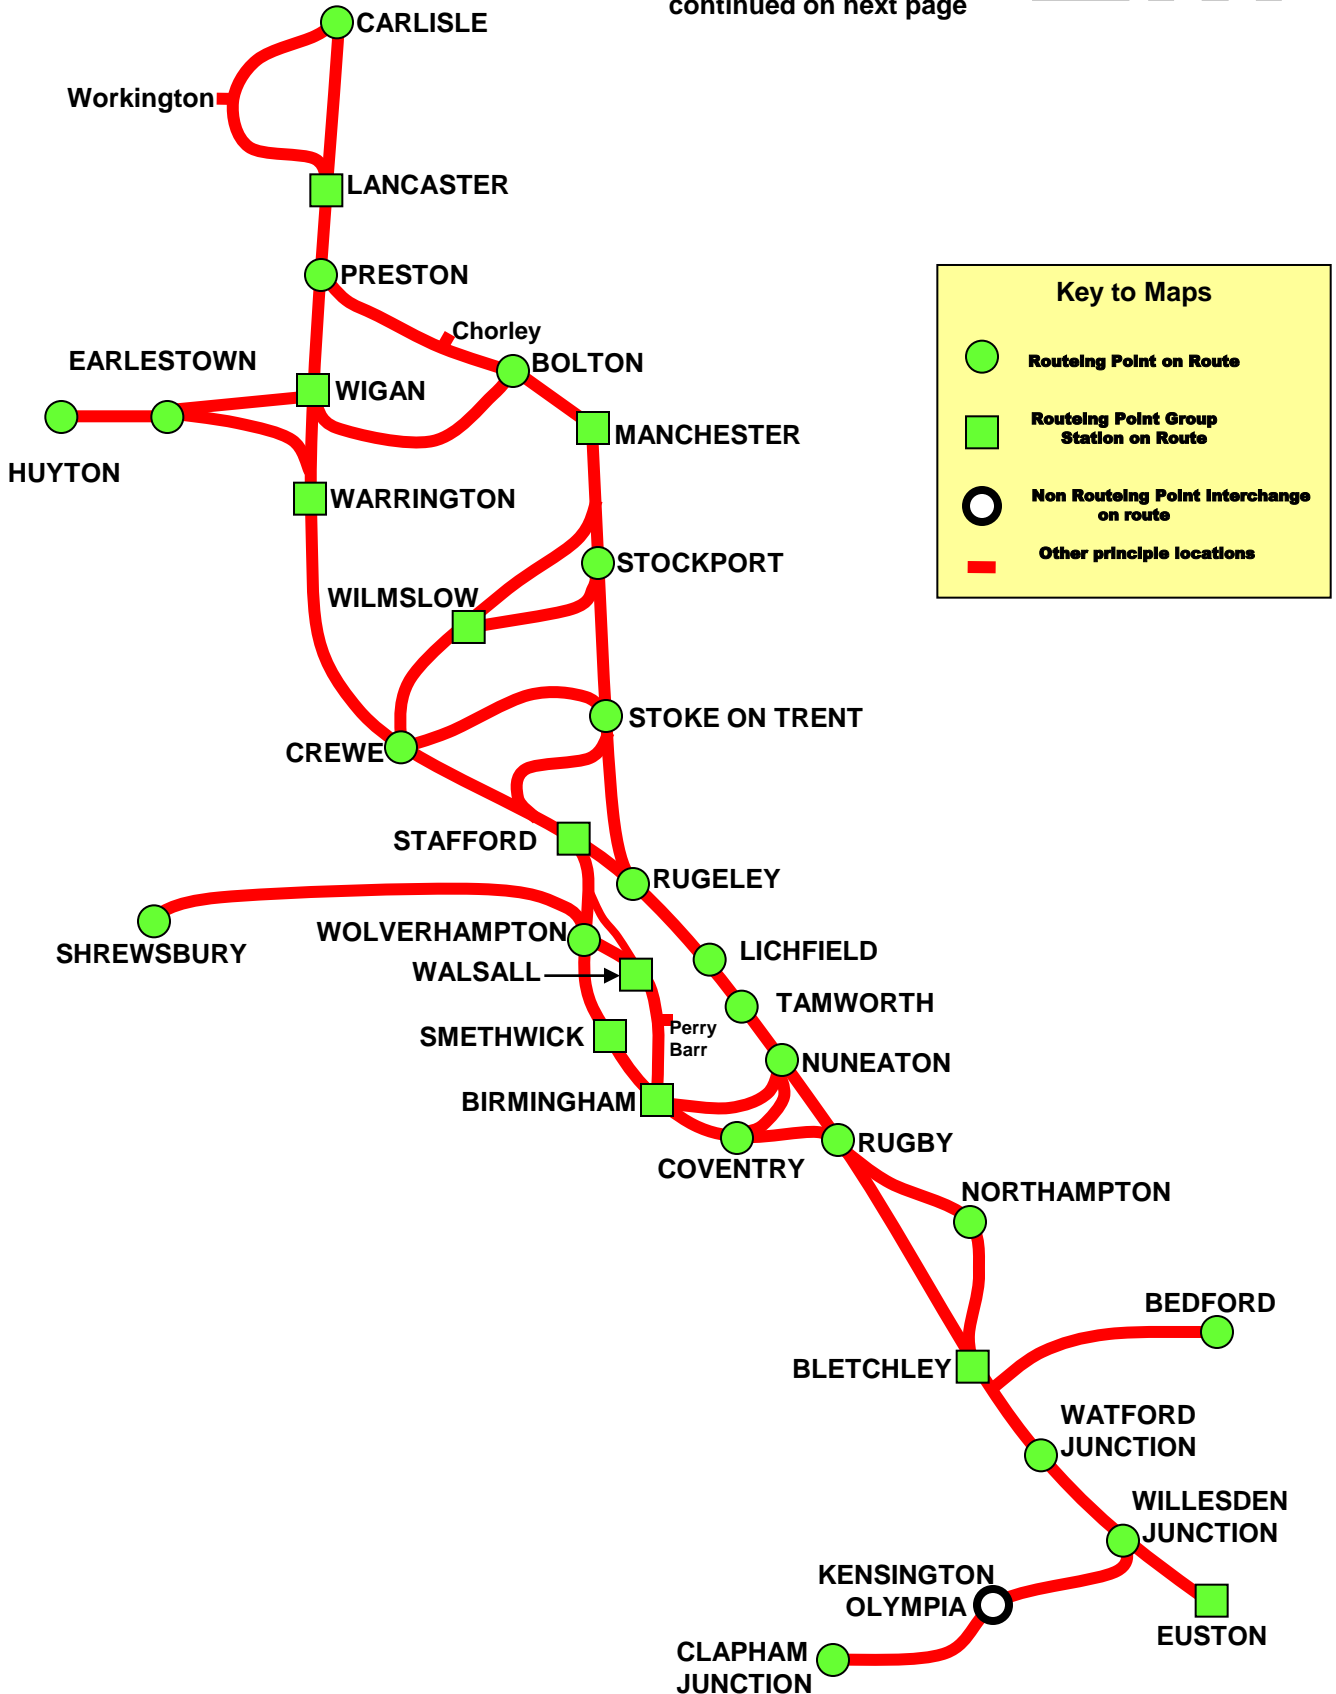 continued on next page
CARLISLE
Workington
LANCASTER
PRESTON
Chorley
EARLESTOWN
BOLTON
WIGAN
MANCHESTER
HUYTON
WARRINGTON
STOCKPORT
WILMSLOW
STOKE ON TRENT
CREWE
STAFFORD
RUGELEY
WOLVERHAMPTON
SHREWSBURY
LICHFIELD
WALSALL
TAMWORTH
SMETHWICK
Perry
Barr
NUNEATON
BIRMINGHAM
RUGBY
COVENTRY
NORTHAMPTON
BEDFORD
BLETCHLEY
WATFORD
JUNCTION
WILLESDEN
JUNCTION
KENSINGTON
OLYMPIA
EUSTON
CLAPHAM
JUNCTION
Key to Maps
Routeing Point on Route
Routeing Point Group
Station on Route
Non Routeing Point Interchange
on route
Other principle locations